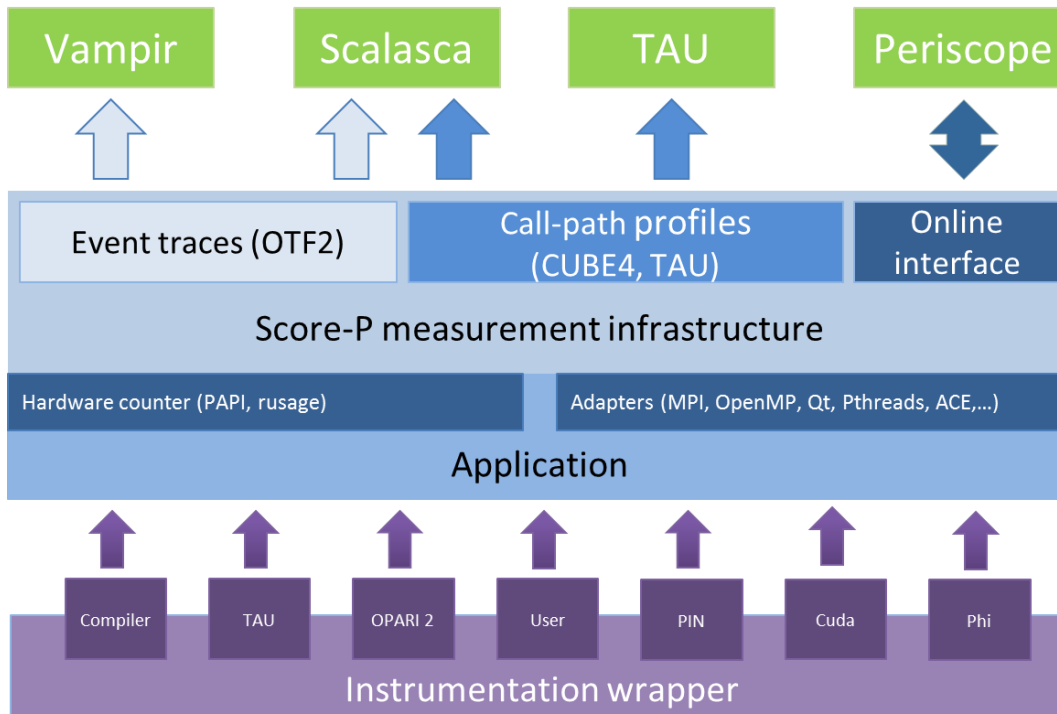 Vampir
Scalasca
TAU
Periscope
Event traces (OTF2)
Call-path profiles
(CUBE4, TAU)
Online
interface
Score-P measurement infrastructure
Hardware counter (PAPI, rusage)
Adapters (MPI, OpenMP, Qt, Pthreads, ACE,...)
Application
Compiler
TAU
OPARI 2
User
PIN
Cuda
Phi
Instrumentation wrapper